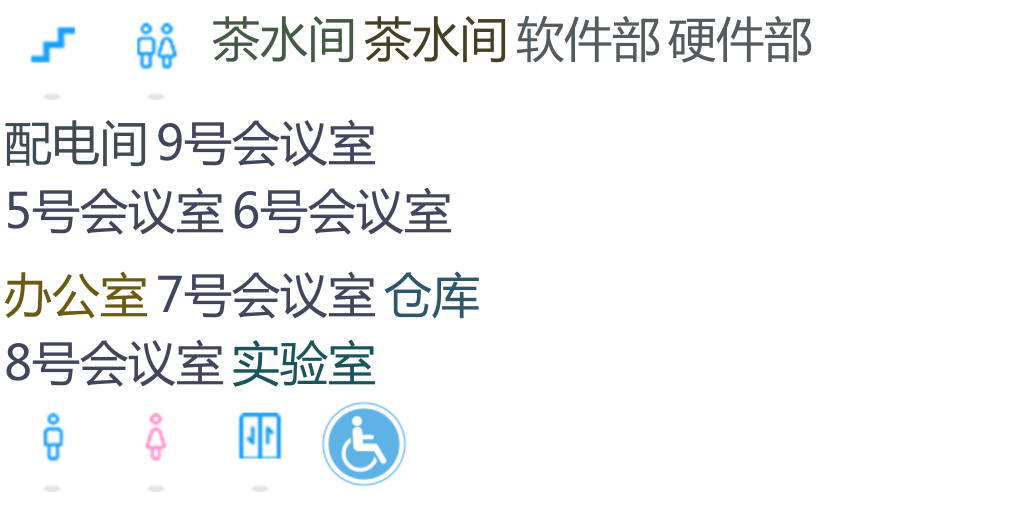 茶水间 茶水间 软件部 硬件部
配电间 9号会议室
5号会议室 6号会议室
办公室 7号会议室 仓库
8号会议室 实验室